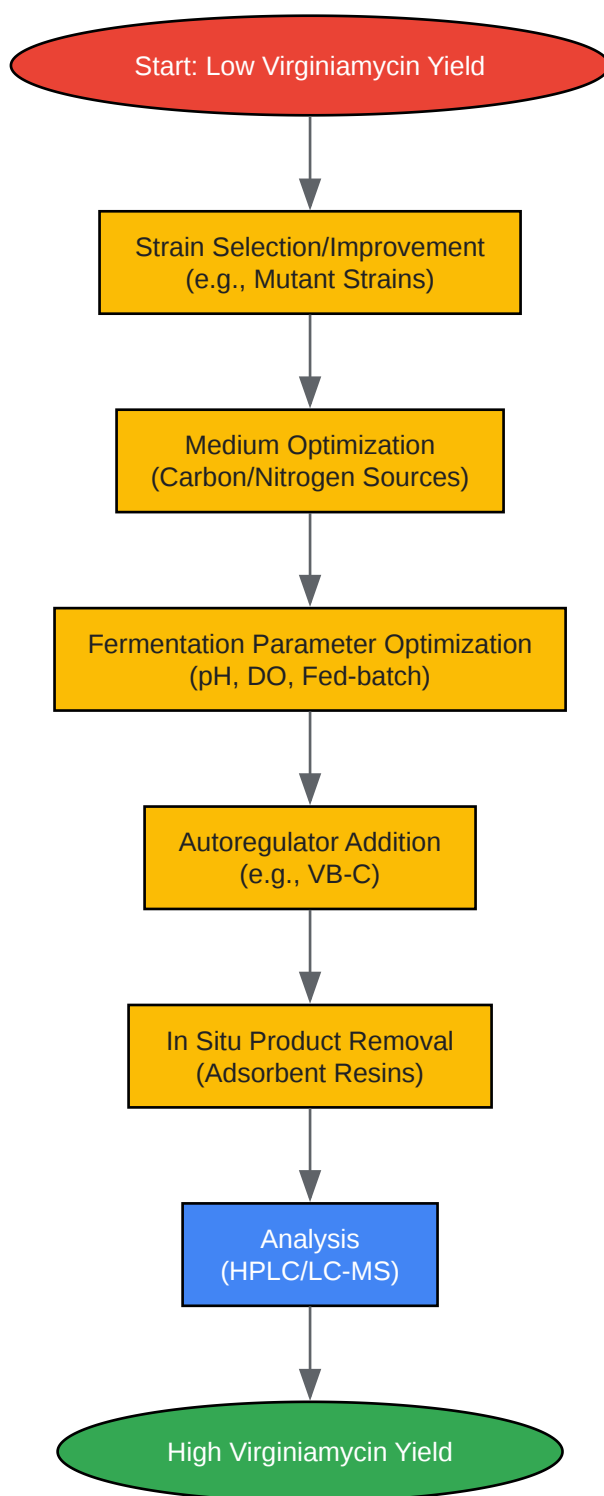 Start: Low Virginiamycin Yield
Strain Selection/Improvement
(e.g., Mutant Strains)
Medium Optimization
(Carbon/Nitrogen Sources)
Fermentation Parameter Optimization
(pH, DO, Fed-batch)
Autoregulator Addition
(e.g., VB-C)
In Situ Product Removal
(Adsorbent Resins)
Analysis
(HPLC/LC-MS)
High Virginiamycin Yield